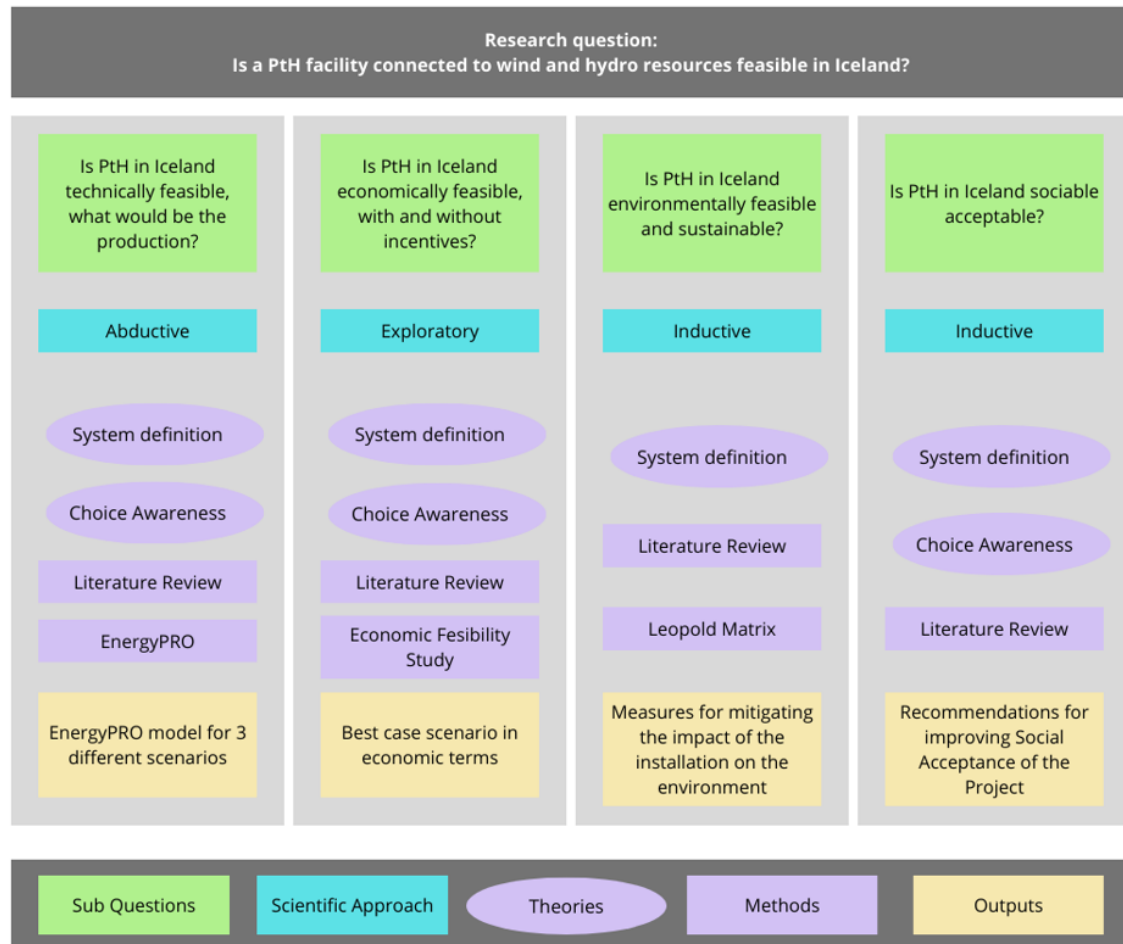 Research question:
Is a PtH facility connected to wind and hydro resources feasible in Iceland?
Is PtH in Iceland
technically feasible,
what would be the
production?
Abductive
System definition
Choice Awareness
Literature Review
EnergyPRO
EnergyPRO model for 3
different scenarios
Is PtH in Iceland
economically feasible,
with and without
incentives?
Exploratory
System definition
Choice Awareness
Literature Review
Economic Fesibility
Study
Best case scenario in
economic terms
Is PtH in Iceland
environmentally feasible
and sustainable?
Inductive
System definition
Literature Review
Leopold Matrix
Measures for mitigating
the impact of the
installation on the
environment
Is PtH in Iceland sociable
acceptable?
Inductive
System definition
Choice Awareness
Literature Review
Recommendations for
improving Social
Acceptance of the
Project
Sub Questions
Scientific Approach
Theories
Methods
Outputs